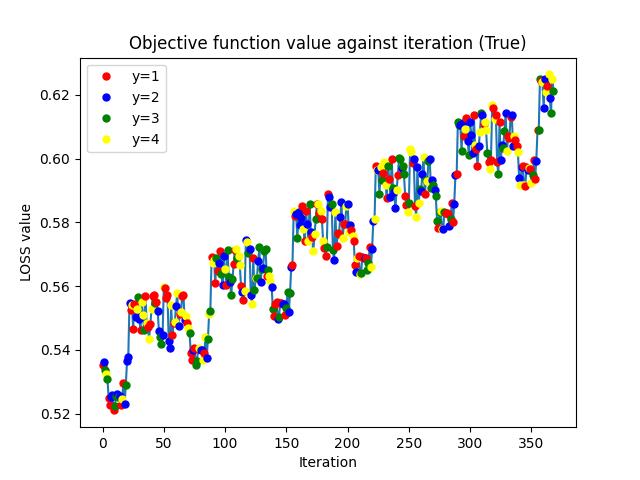 Objective function value against iteration (True)
y=1
y=2
y=3
y=4
LOSS value
0.62
0.60
0.58
0.56
0.54
0.52
0 50 100 150 200 250 300 350
Iteration